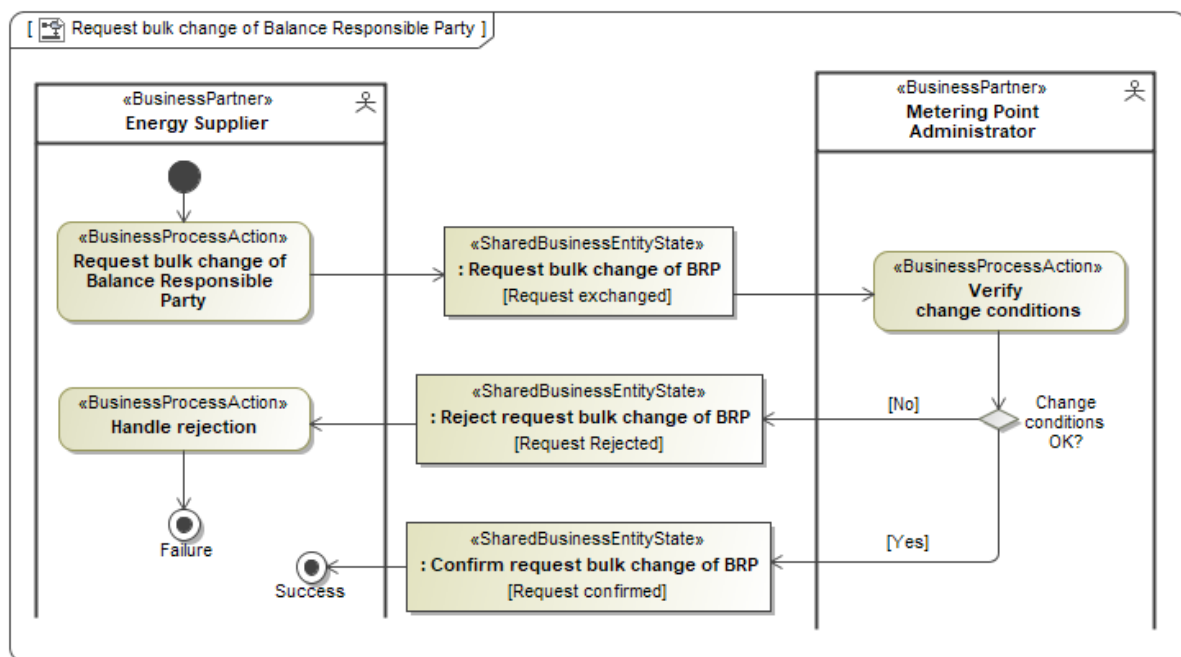 [ Request bulk change of Balance Responsible Party ]
«BusinessPartner»
Energy Supplier
«BusinessPartner»
Metering Point
Administrator
«BusinessProcessAction»
Request bulk change of
Balance Responsible
Party
«SharedBusinessEntityState»
: Request bulk change of BRP
[Request exchanged]
«BusinessProcessAction»
Verify
change conditions
«BusinessProcessAction»
Handle rejection
«SharedBusinessEntityState»
: Reject request bulk change of BRP
[Request Rejected]
[No]
Change
conditions
OK?
Failure
«SharedBusinessEntityState»
: Confirm request bulk change of BRP
[Request confirmed]
[Yes]
Success